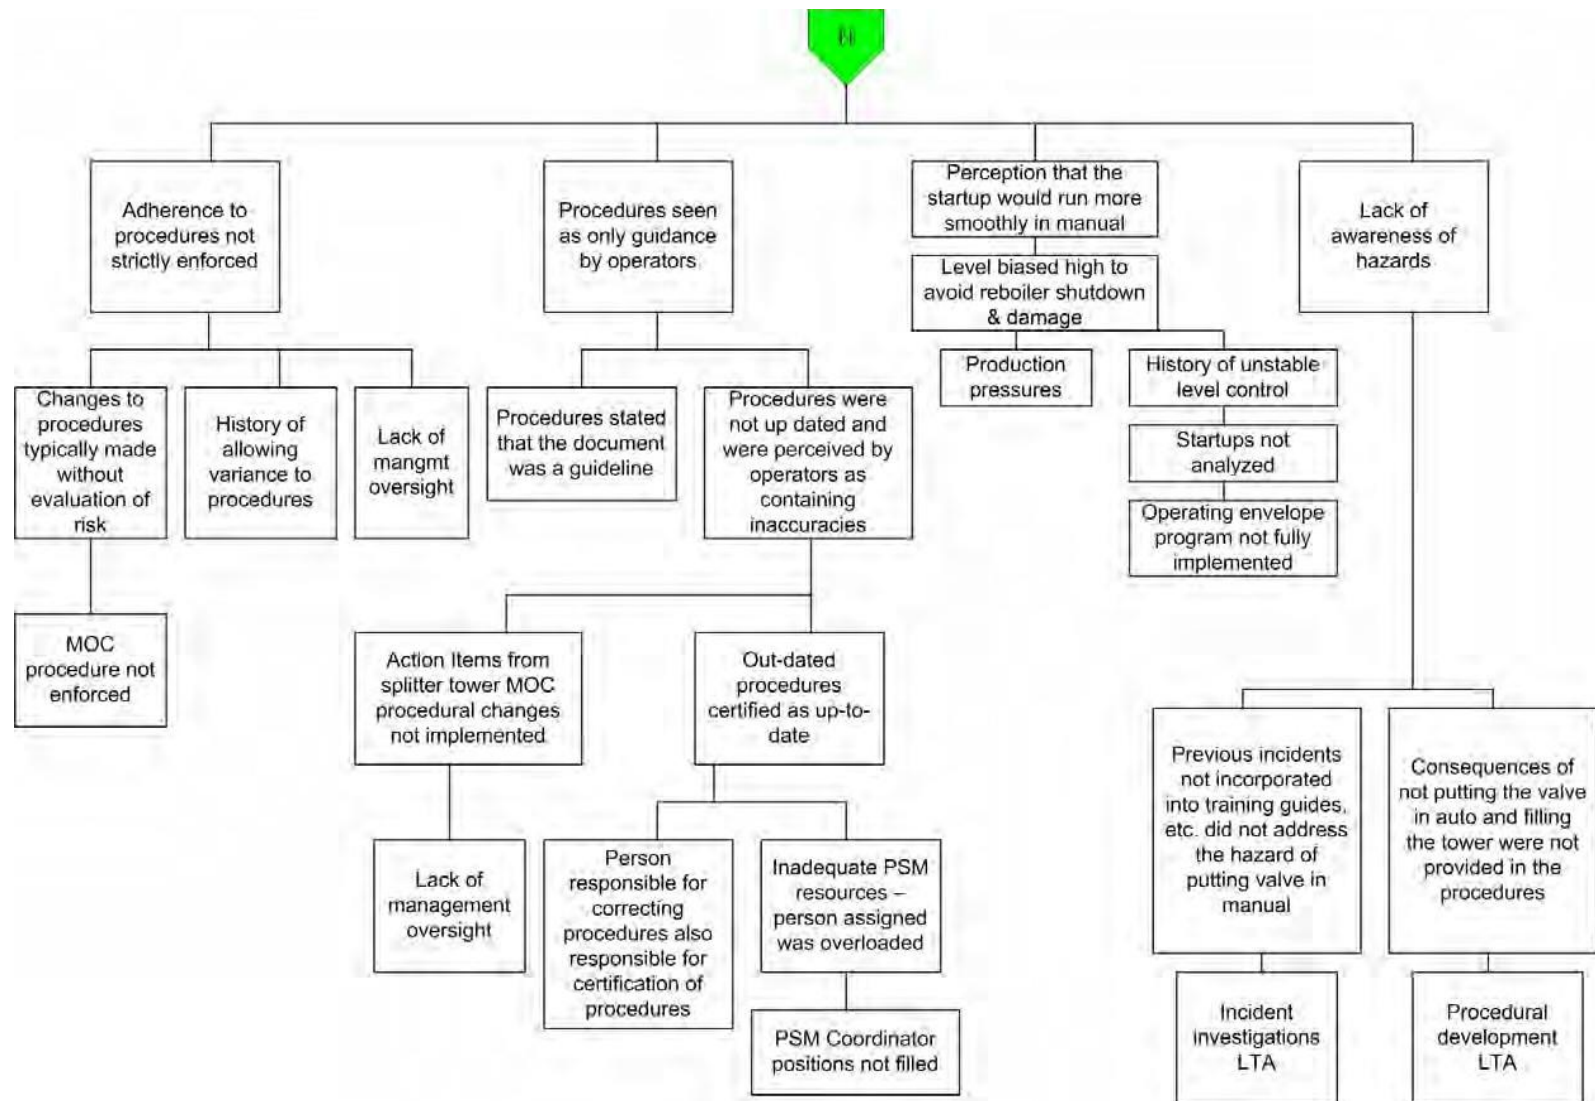 Adherence to
procedures not
strictly enforced
Procedures seen
as only guidance
by operators
Perception that the
startup would run more
smoothly in manual
Lack of
awareness of
hazards
Level biased high to
avoid reboiler shutdown
& damage
Production
pressures
History of unstable
level control
Startups not
analyzed
Operating envelope
program not fully
implemented
Changes to
procedures
typically made
without
evaluation of
risk
History of
allowing
variance to
procedures
Lack of
mangmt
oversight
Procedures stated
that the document
was a guideline
Procedures were
not up dated and
were perceived by
operators as
containing
inaccuracies
MOC
procedure not
enforced
Action Items from
splitter tower MOC
procedural changes
not implemented
Out-dated
procedures
certified as up-to-
date
Previous incidents
not incorporated
into training guides,
etc. did not address
the hazard of
putting valve in
manual
Consequences of
not putting the valve
in auto and filling
the tower were not
provided in the
procedures
Lack of
management
oversight
Person
responsible for
correcting
procedures also
responsible for
certification of
procedures
Inadequate PSM
resources –
person assigned
was overloaded
PSM Coordinator
positions not filled
Incident
investigations
LTA
Procedural
development
LTA